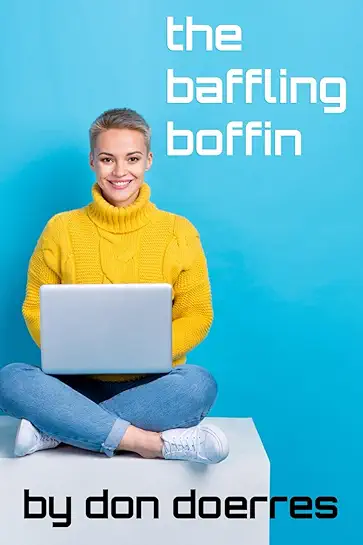 the
baffling
boffin
by don doerres